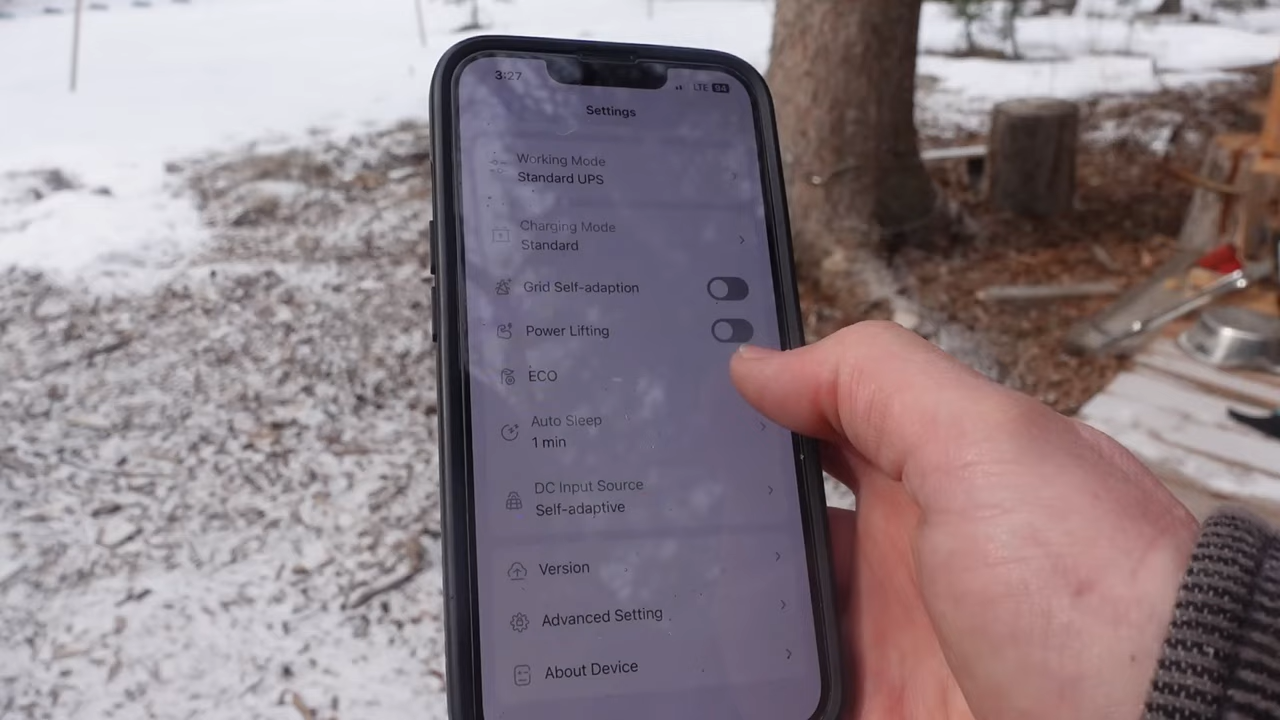 3:27
LTE 94
Settings
Working Mode
Standard UPS
Charging Mode
Standard
Grid Self-adaption
Power Lifting
ECO
Auto Sleep
1 min
DC Input Source
Self-adaptive
Version
Advanced Setting
About Device